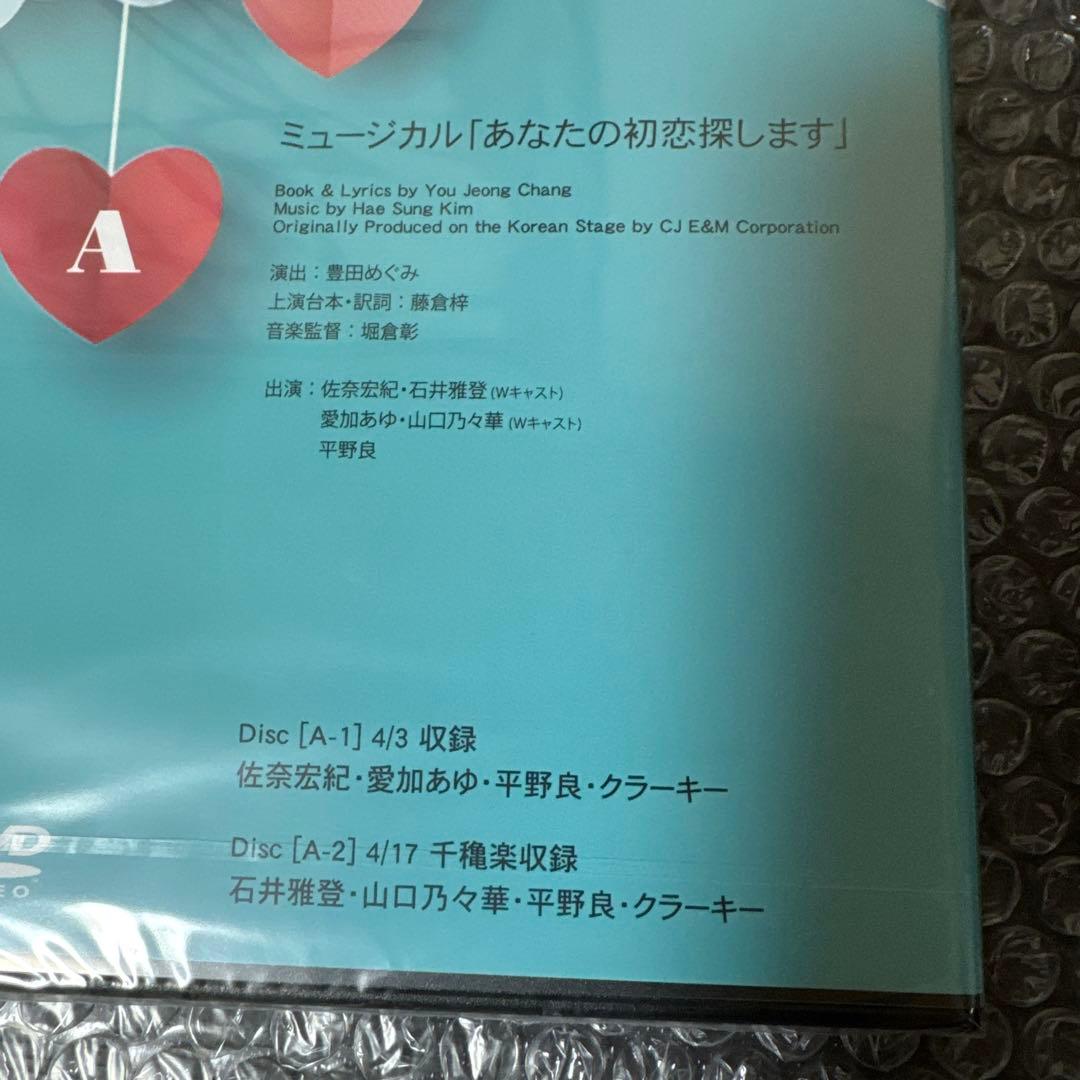 ミュージカル「あなたの初恋探します」
A
Book & Lyrics by You Jeong Chang
Music by Hae Sung Kim
Originally Produced on the Korean Stage by CJ E&M Corporation
演出：豊田めぐみ
上演台本・訳詞：藤倉梓
音楽監督：堀倉彰
出演：佐奈宏紀・石井雅登(Wキャスト)
愛加あゆ・山口乃々華(Wキャスト)
平野良
Disc [A-1] 4/3 収録
佐奈宏紀・愛加あゆ・平野良・クラーキー
Disc [A-2] 4/17 千穐楽収録
石井雅登・山口乃々華・平野良・クラーキー